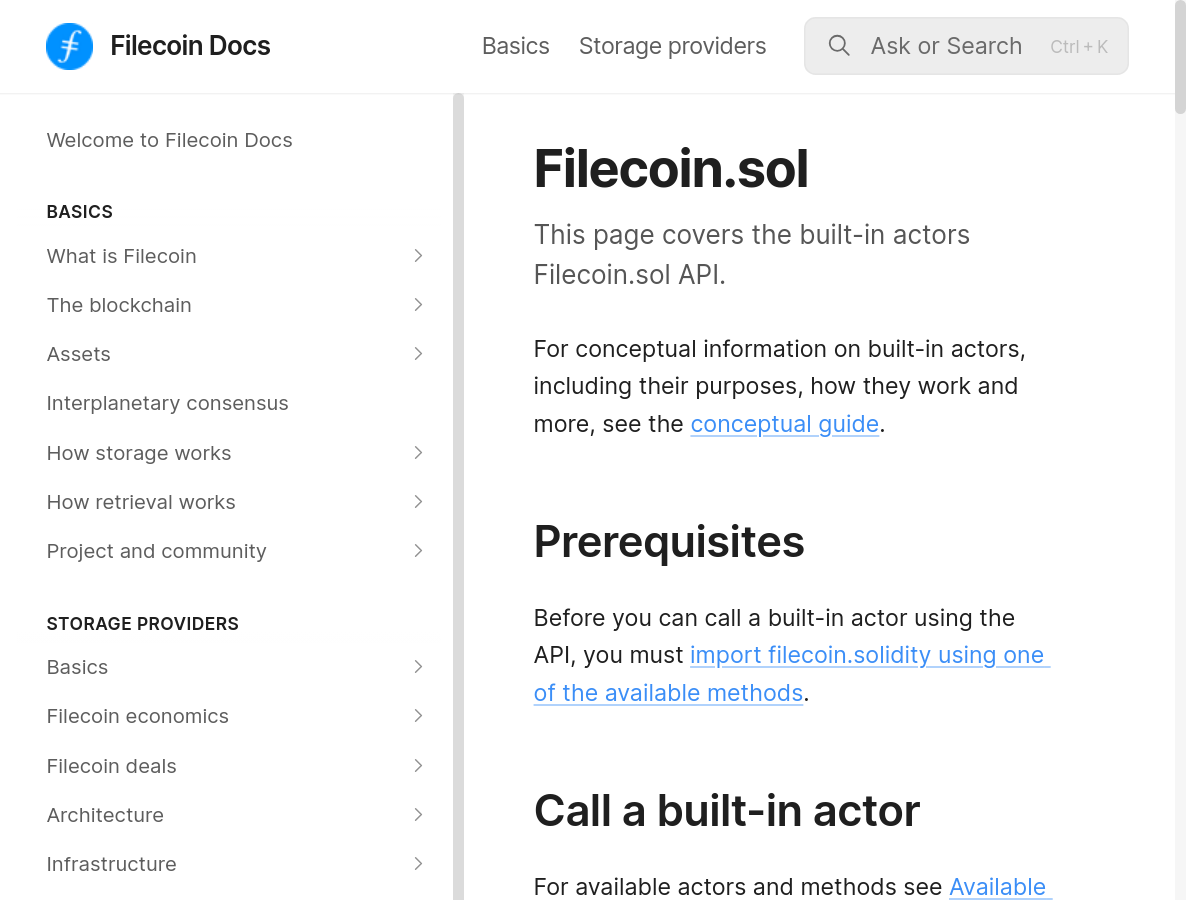 Filecoin Docs
Basics
Storage providers
Ask or Search
Ctrl + K
Welcome to Filecoin Docs
BASICS
What is Filecoin
The blockchain
Assets
Interplanetary consensus
How storage works
How retrieval works
Project and community
STORAGE PROVIDERS
Basics
Filecoin economics
Filecoin deals
Architecture
Infrastructure
Filecoin.sol
This page covers the built-in actors
Filecoin.sol API.
For conceptual information on built-in actors,
including their purposes, how they work and
more, see the conceptual guide.
Prerequisites
Before you can call a built-in actor using the
API, you must import filecoin.solidity using one
of the available methods.
Call a built-in actor
For available actors and methods see Available